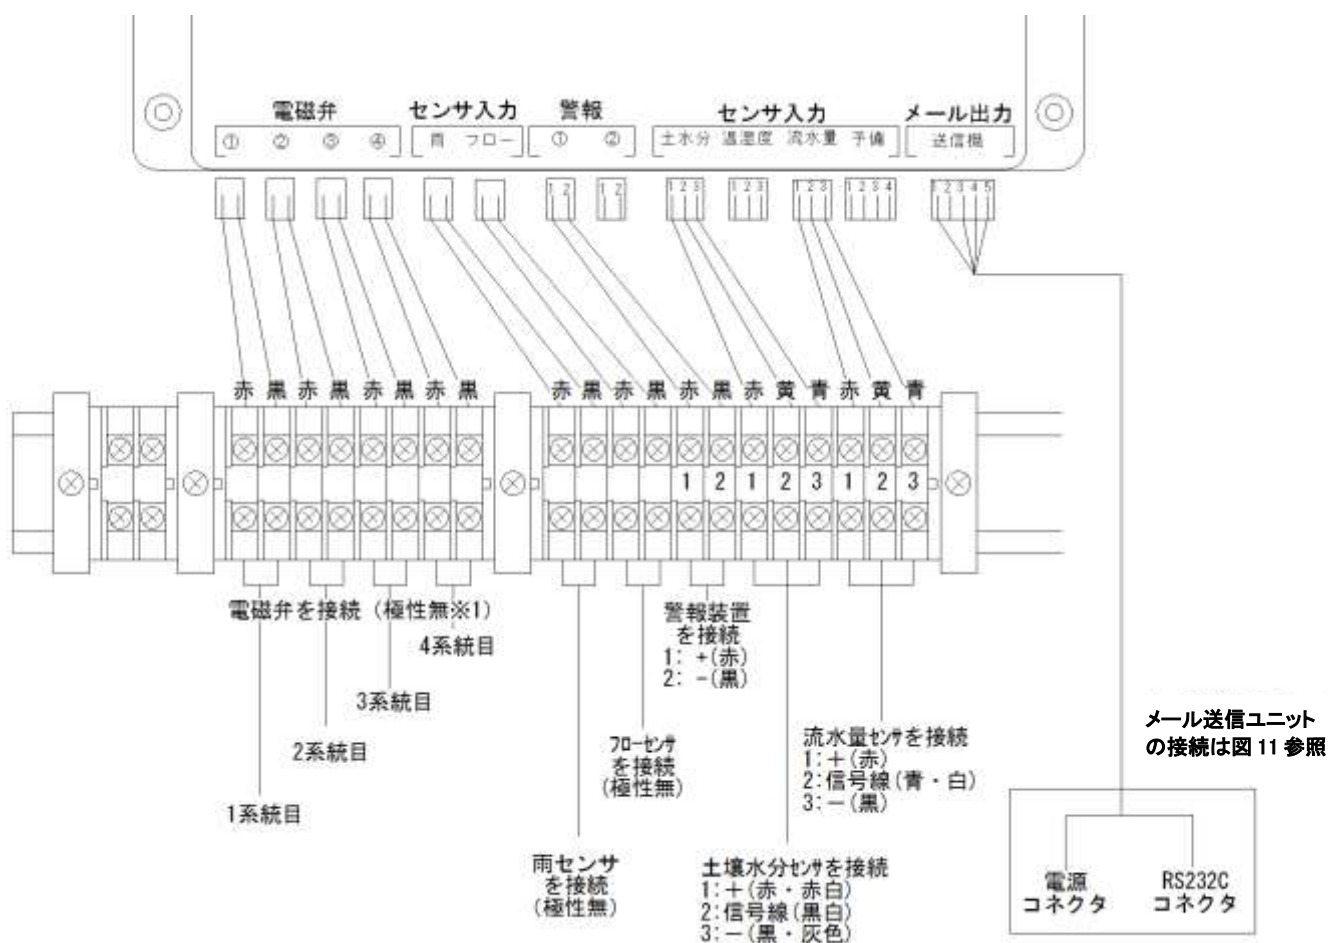 電磁弁 センサ入力 警報 センサ入力 メール出力
① ② ③ ④ 雨 フロー ① ② 土水分 温湿度 流水量 予備 送信機
1 2 1 2 1 2 3 1 2 3 1 2 3 1 2 3 4 1 2 3 4 5
赤 黒 赤 黒 赤 黒 赤 黒 赤 黒 赤 黒 赤 黒 赤 黄 青 赤 黄 青
1 2 1 2 3 1 2 3
電磁弁を接続（極性無※1）
4系統目
3系統目
2系統目
1系統目
警報装置
を接続
1: +(赤)
2: -(黒)
フローセンサ
を接続
(極性無)
雨センサ
を接続
(極性無)
流水量センサを接続
1:＋(赤)
2:信号線(青・白)
3:－(黒)
土壌水分センサを接続
1:＋(赤・赤白)
2:信号線(黒白)
3:－(黒・灰色)
メール送信ユニット
の接続は図 11 参照
電源
コネクタ
RS232C
コネクタ